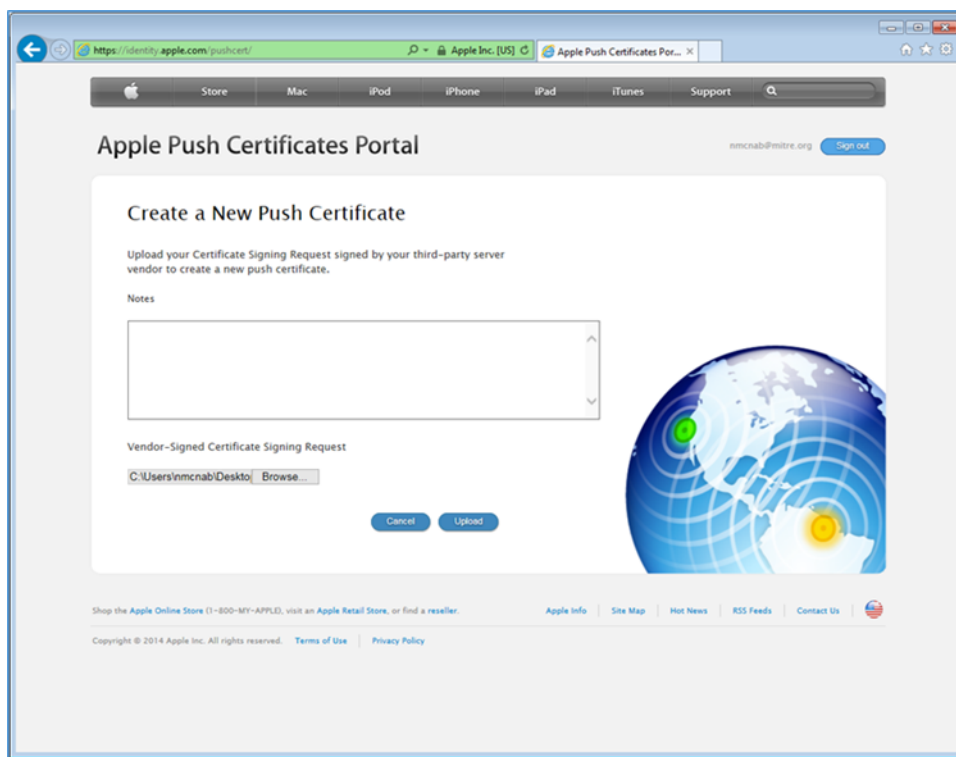 https://identity.apple.com/pushcert/ Apple Inc. [US] Apple Push Certificates Por...
Store Mac iPod iPhone iPad iTunes Support
Apple Push Certificates Portal
nmcnab@mitre.org Sign out
Create a New Push Certificate
Upload your Certificate Signing Request signed by your third-party server
vendor to create a new push certificate.
Notes
Vendor-Signed Certificate Signing Request
C:\Users\nmcnab\Deskto Browse...
Cancel Upload
Shop the Apple Online Store (1-800-MY-APPLE), visit an Apple Retail Store, or find a reseller. Apple Info Site Map Hot News RSS Feeds Contact Us
Copyright © 2014 Apple Inc. All rights reserved. Terms of Use Privacy Policy